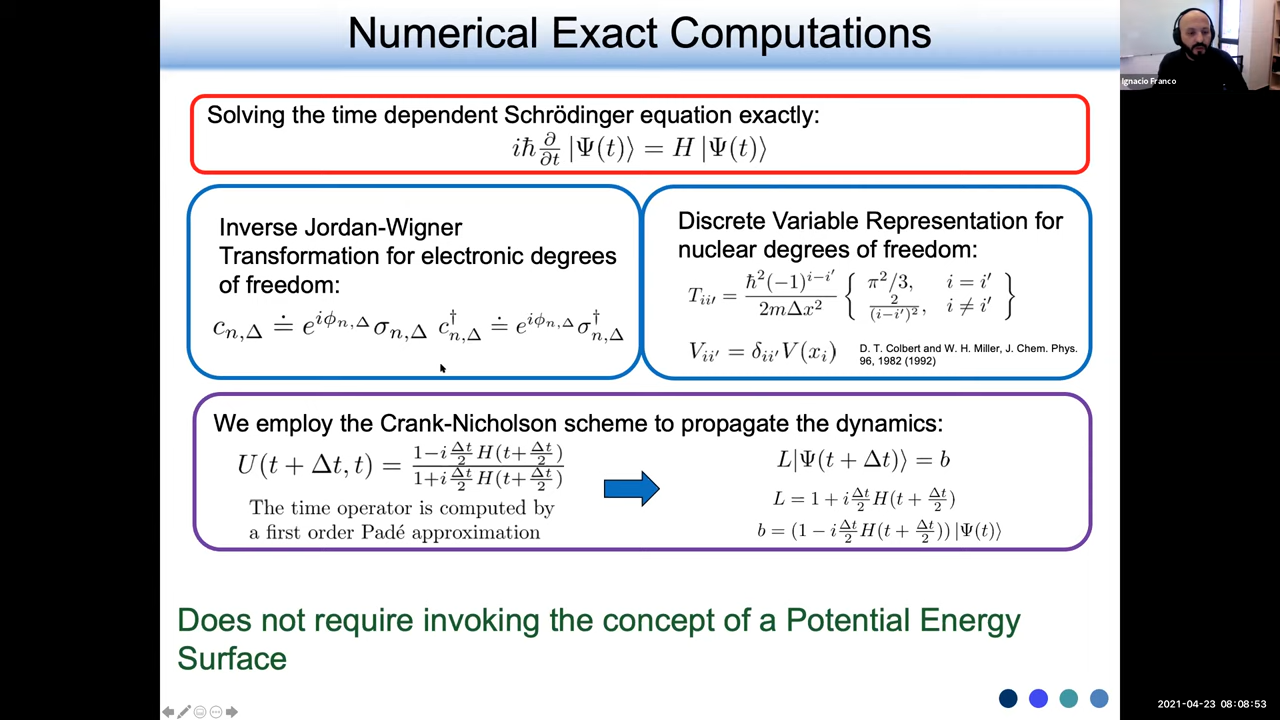 Numerical Exact Computations
Ignacio Franco
Solving the time dependent Schrödinger equation exactly:
iħ ∂/∂t |Ψ(t)⟩ = H |Ψ(t)⟩
Inverse Jordan-Wigner
Transformation for electronic degrees
of freedom:
c_{n,Δ} ≐ e^{iϕ_{n,Δ}} σ_{n,Δ} c†_{n,Δ} ≐ e^{iϕ_{n,Δ}} σ†_{n,Δ}
Discrete Variable Representation for
nuclear degrees of freedom:
T_{ii′} = ħ²(−1)^{i−i′} / 2mΔx² { π²/3, i = i′
2/(i−i′)², i ≠ i′ }
V_{ii′} = δ_{ii′}V(x_i)
D. T. Colbert and W. H. Miller, J. Chem. Phys.
96, 1982 (1992)
We employ the Crank-Nicholson scheme to propagate the dynamics:
U(t + Δt, t) = (1−i Δt/2 H(t+Δt/2)) / (1+i Δt/2 H(t+Δt/2))
The time operator is computed by
a first order Padé approximation
L|Ψ(t + Δt)⟩ = b
L = 1 + i Δt/2 H(t + Δt/2)
b = (1 − i Δt/2 H(t + Δt/2)) |Ψ(t)⟩
Does not require invoking the concept of a Potential Energy
Surface
2021-04-23 08:08:53